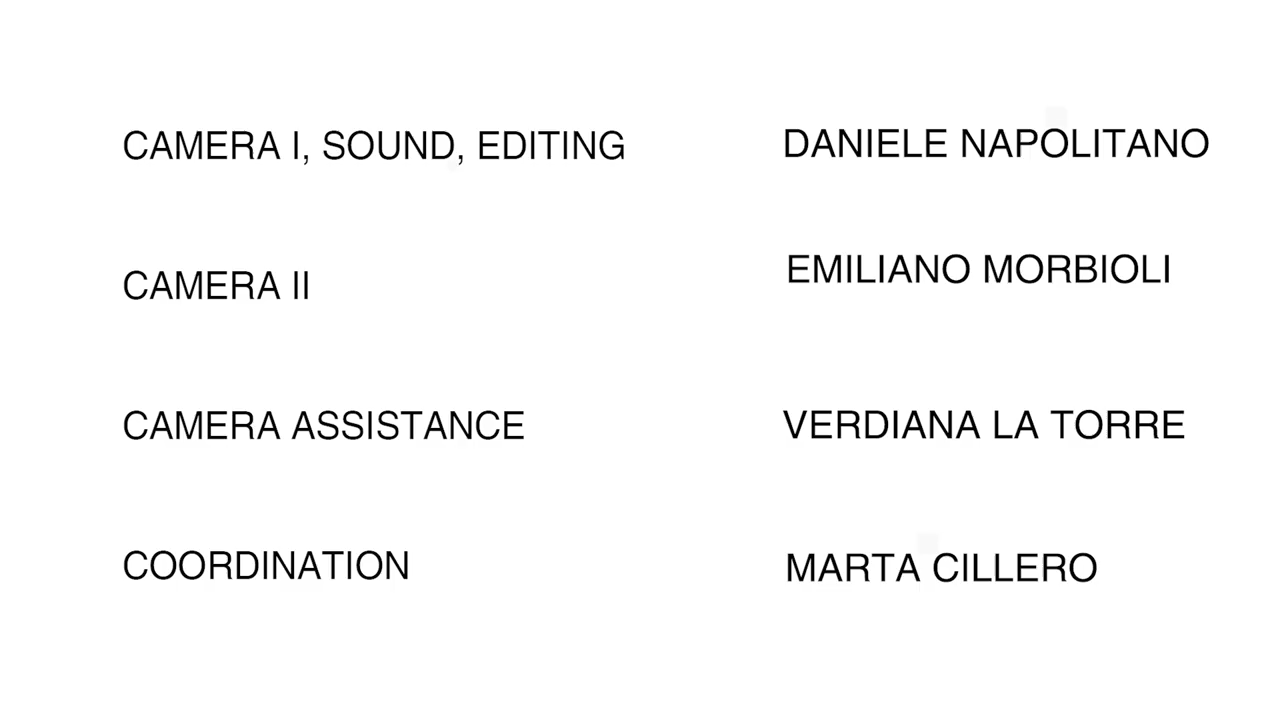 CAMERA I, SOUND, EDITING DANIELE NAPOLITANO
CAMERA II EMILIANO MORBIOLI
CAMERA ASSISTANCE VERDIANA LA TORRE
COORDINATION MARTA CILLERO